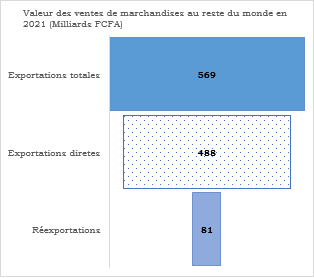 Valeur des ventes de marchandises au reste du monde en
2021 (Milliards FCFA)
Exportations totales
569
Exportations diretes
488
Réexportations
81